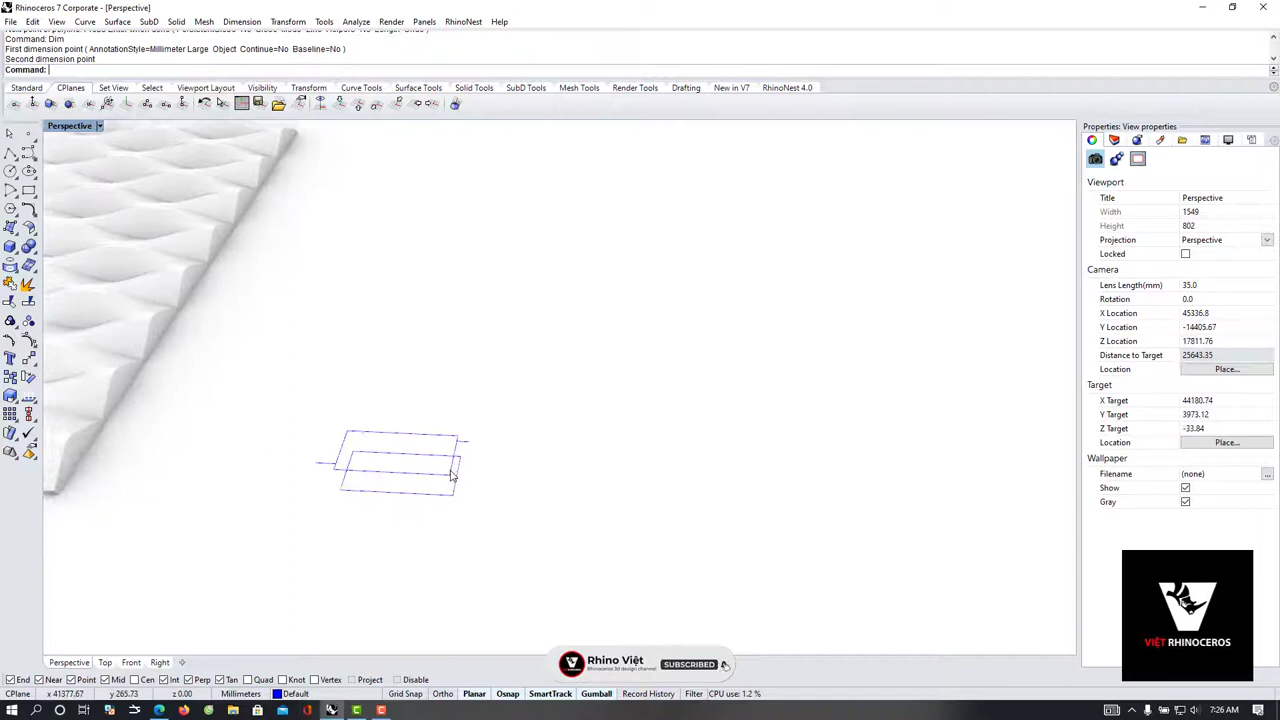 Rhinoceros 7 Corporate - [Perspective]
File Edit View Curve Surface SubD Solid Mesh Dimension Transform Tools Analyze Render Panels RhinoNest Help
Command: Dim
First dimension point ( AnnotationStyle=Millimeter Large Object Continue=No Baseline=No )
Second dimension point
Command:
Standard CPlanes Set View Select Viewport Layout Visibility Transform Curve Tools Surface Tools Solid Tools SubD Tools Mesh Tools Render Tools Drafting New in V7 RhinoNest 4.0
Perspective
Properties: View properties
Viewport
Title Perspective
Width 1549
Height 802
Projection Perspective
Locked
Camera
Lens Length(mm) 35.0
Rotation 0.0
X Location 45336.8
Y Location -14405.67
Z Location 17811.76
Distance to Target 25643.35
Location Place...
Target
X Target 44180.74
Y Target 3973.12
Z Target -33.84
Location Place...
Wallpaper
Filename (none) ...
Show
Gray
VIỆT RHINOCEROS
Rhino Việt
Rhinoceros 3d design channel
SUBSCRIBED
Perspective Top Front Right
End Near Point Mid Cen Int Perp Tan Quad Knot Vertex Project Disable
CPlane x 41377.67 y 265.73 z 0.00 Millimeters Default Grid Snap Ortho Planar Osnap SmartTrack Gumball Record History Filter CPU use: 1.2 %
7:26 AM